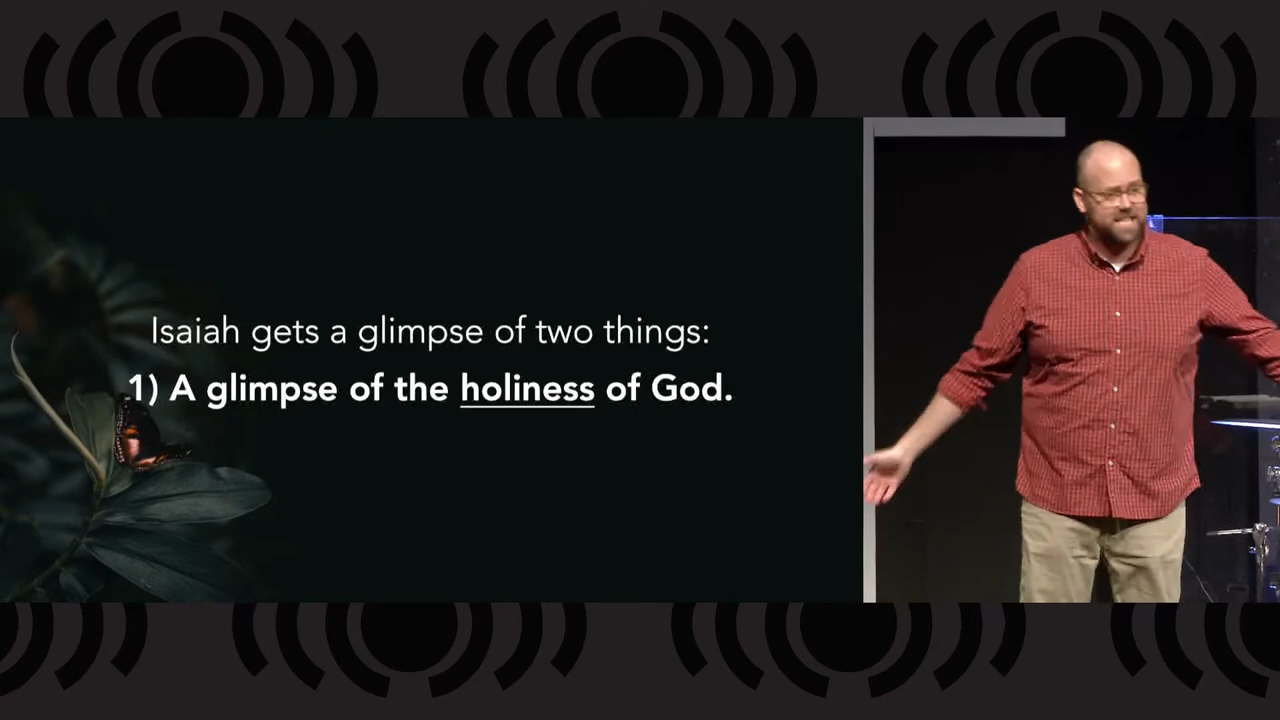 Isaiah gets a glimpse of two things:
1) A glimpse of the holiness of God.